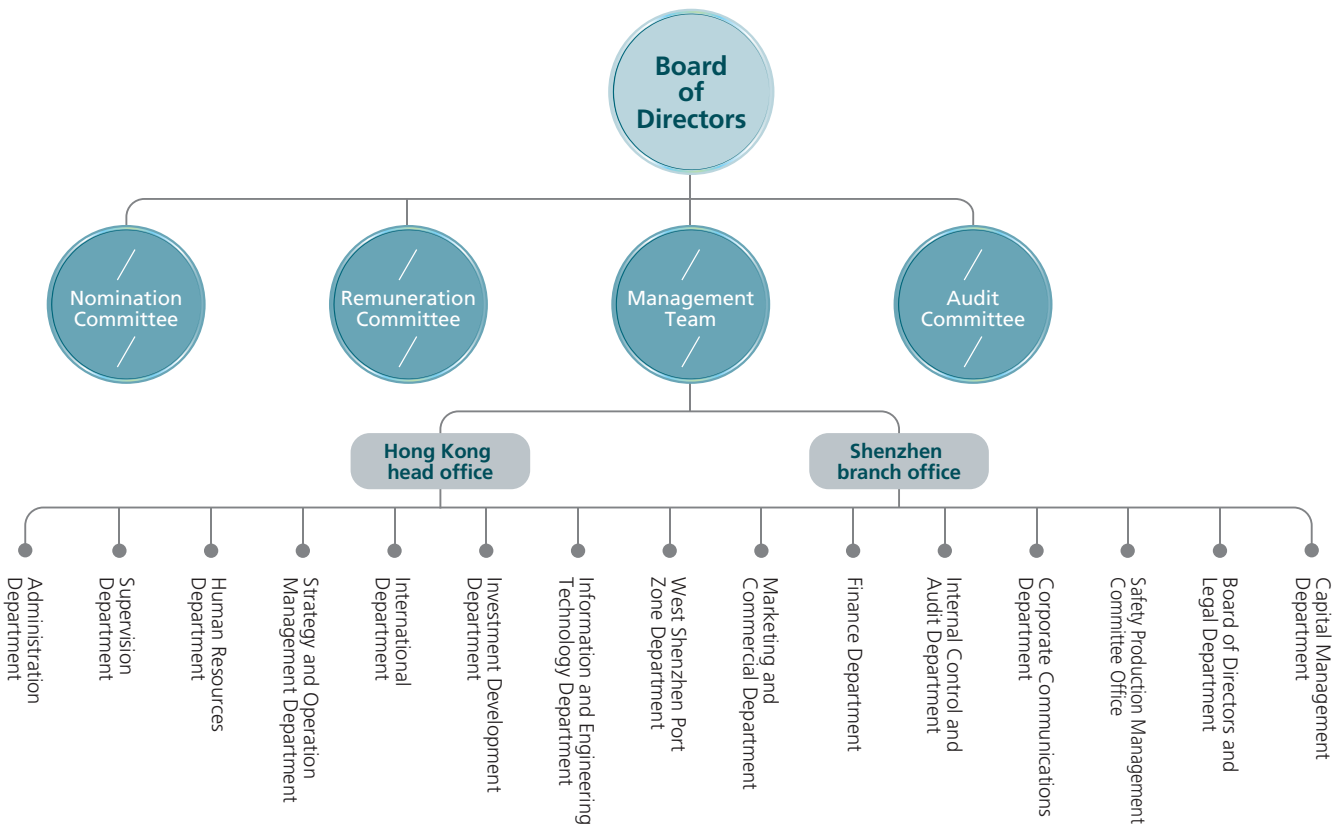 Board
of
Directors
Nomination
Committee
Remuneration
Committee
Management
Team
Audit
Committee
Hong Kong
head office
Shenzhen
branch office
Administration
Department
Supervision
Department
Human Resources
Department
Strategy and Operation
Management Department
International
Department
Investment Development
Department
Information and Engineering
Technology Department
West Shenzhen Port
Zone Department
Marketing and
Commercial Department
Finance Department
Internal Control and
Audit Department
Corporate Communications
Department
Safety Production Management
Committee Office
Board of Directors and
Legal Department
Capital Management
Department